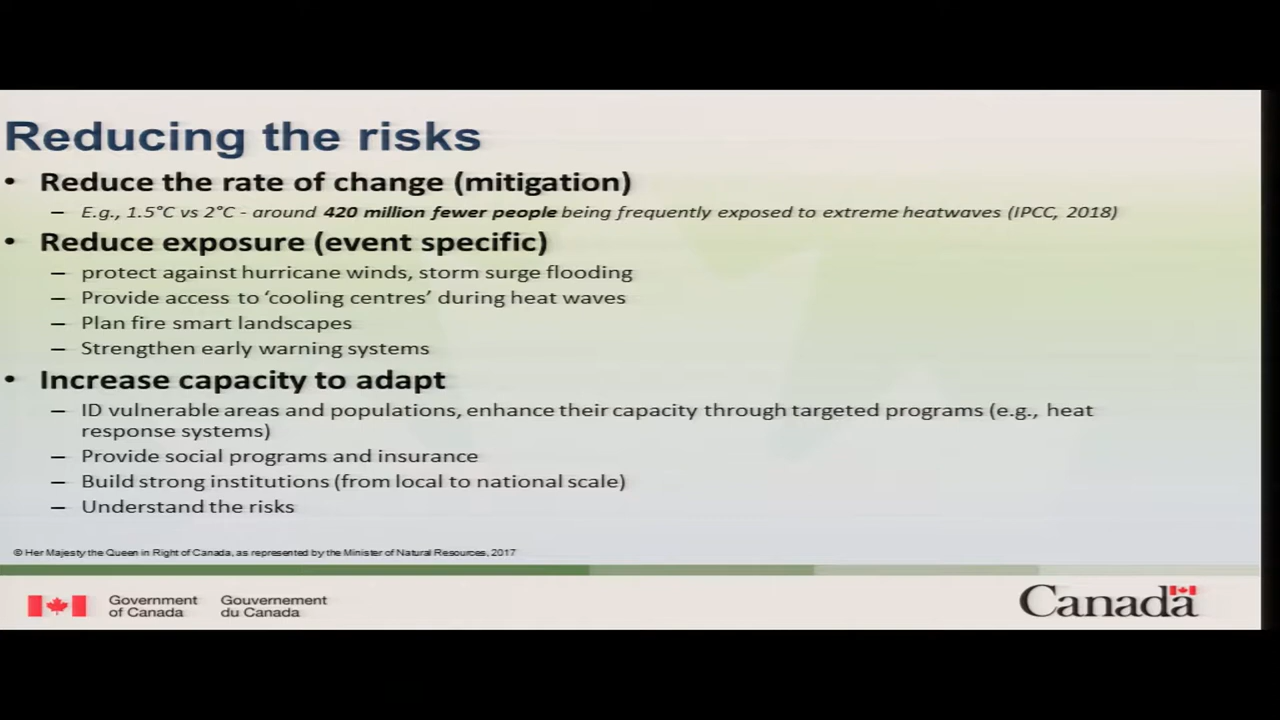 Reducing the risks
• Reduce the rate of change (mitigation)
– E.g., 1.5°C vs 2°C - around 420 million fewer people being frequently exposed to extreme heatwaves (IPCC, 2018)
• Reduce exposure (event specific)
– protect against hurricane winds, storm surge flooding
– Provide access to ‘cooling centres’ during heat waves
– Plan fire smart landscapes
– Strengthen early warning systems
• Increase capacity to adapt
– ID vulnerable areas and populations, enhance their capacity through targeted programs (e.g., heat
response systems)
– Provide social programs and insurance
– Build strong institutions (from local to national scale)
– Understand the risks
© Her Majesty the Queen in Right of Canada, as represented by the Minister of Natural Resources, 2017
Government Gouvernement
of Canada du Canada
Canada